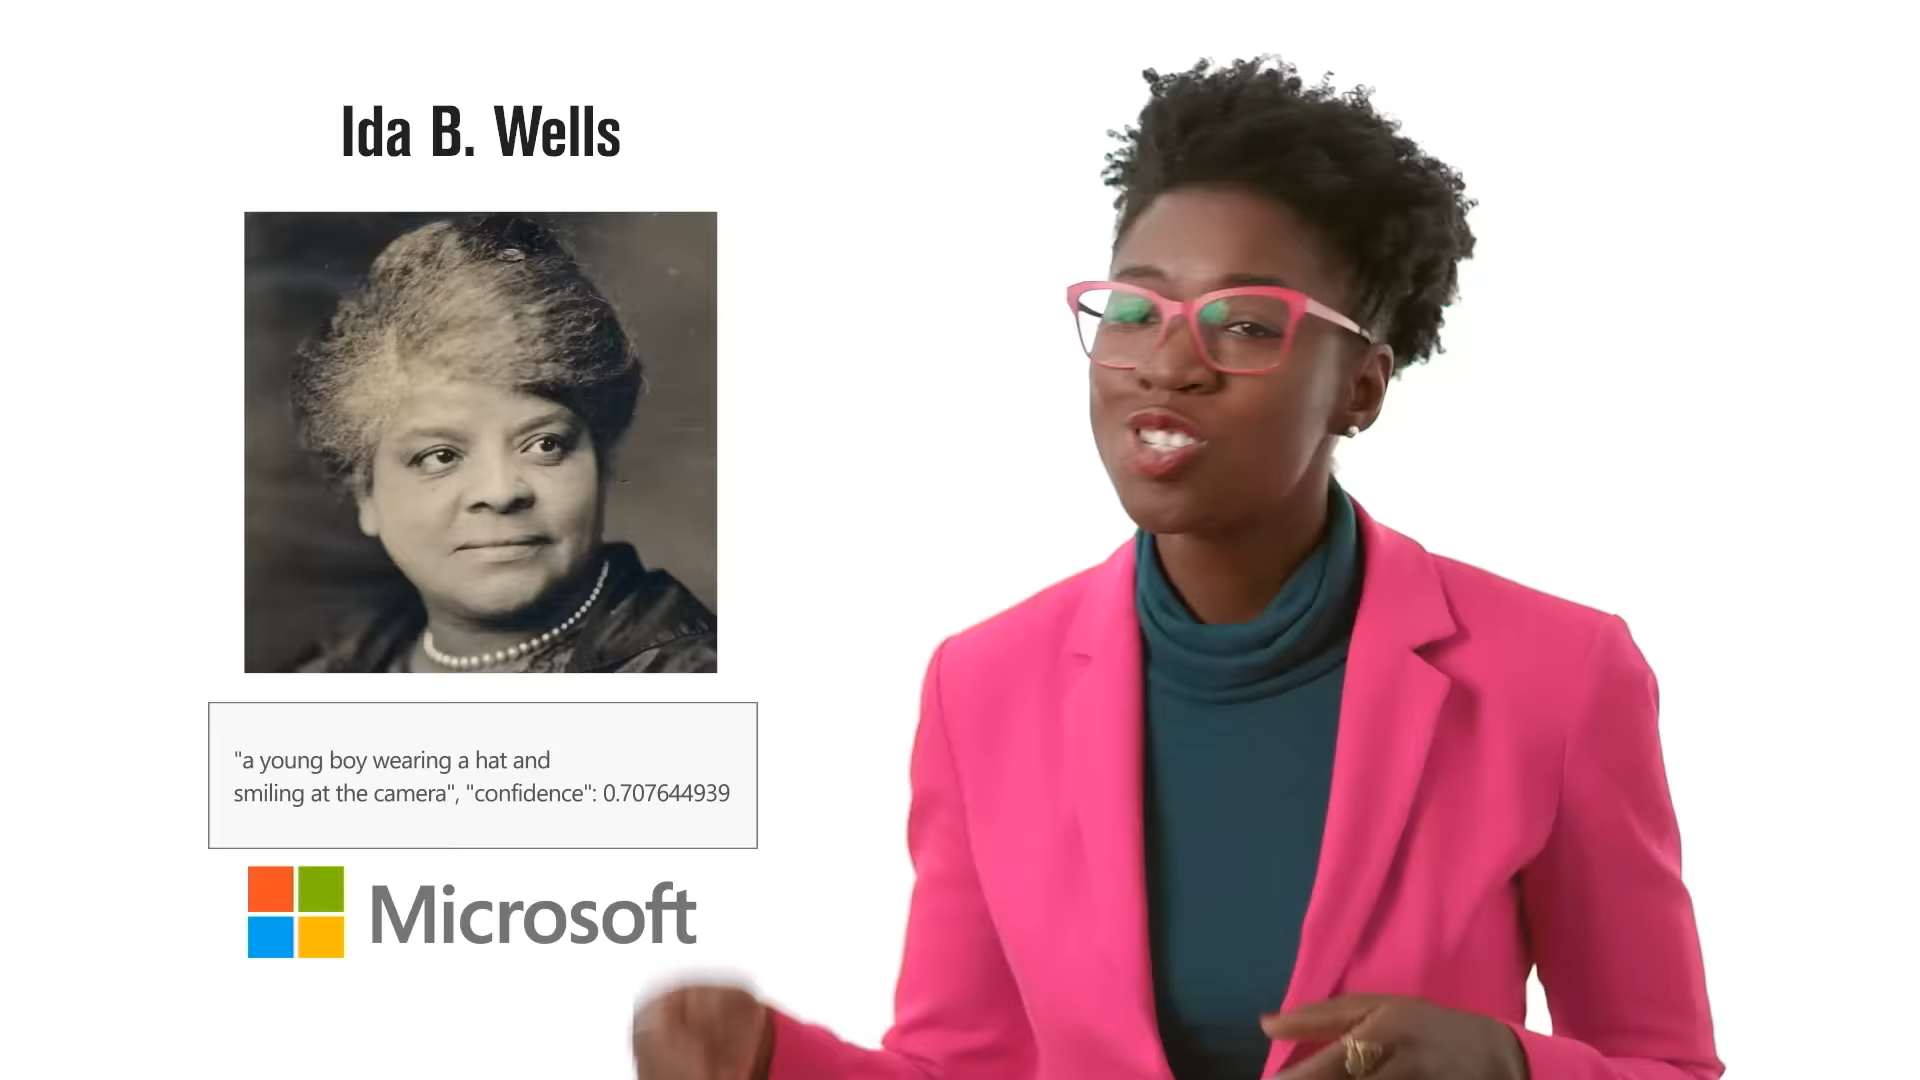 Ida B. Wells
"a young boy wearing a hat and
smiling at the camera", "confidence": 0.707644939
Microsoft